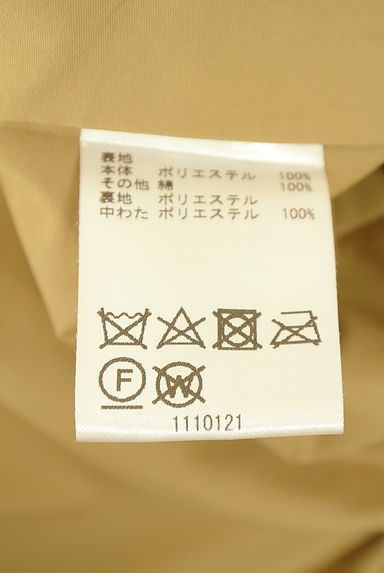 表地
本体 ポリエステル 100%
その他 綿 100%
裏地 ポリエステル
中わた ポリエステル 100%
F W
1110121